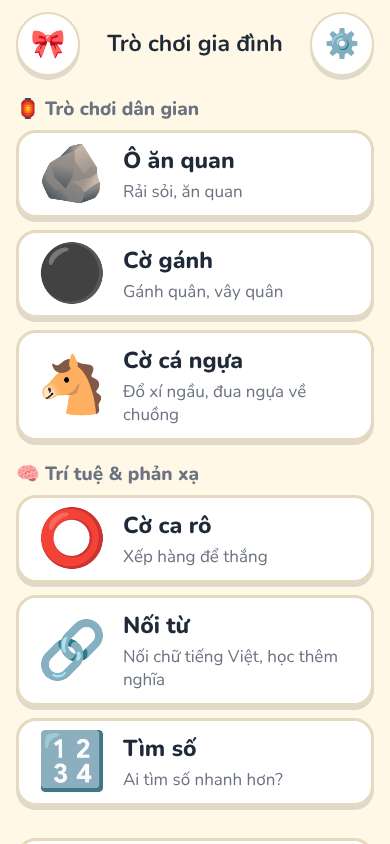 Trò chơi gia đình
Trò chơi dân gian
Ô ăn quan
Rải sỏi, ăn quan
Cờ gánh
Gánh quân, vây quân
Cờ cá ngựa
Đổ xí ngầu, đua ngựa về
chuồng
Trí tuệ & phản xạ
Cờ ca rô
Xếp hàng để thắng
Nối từ
Nối chữ tiếng Việt, học thêm
nghĩa
1 2
3 4
Tìm số
Ai tìm số nhanh hơn?